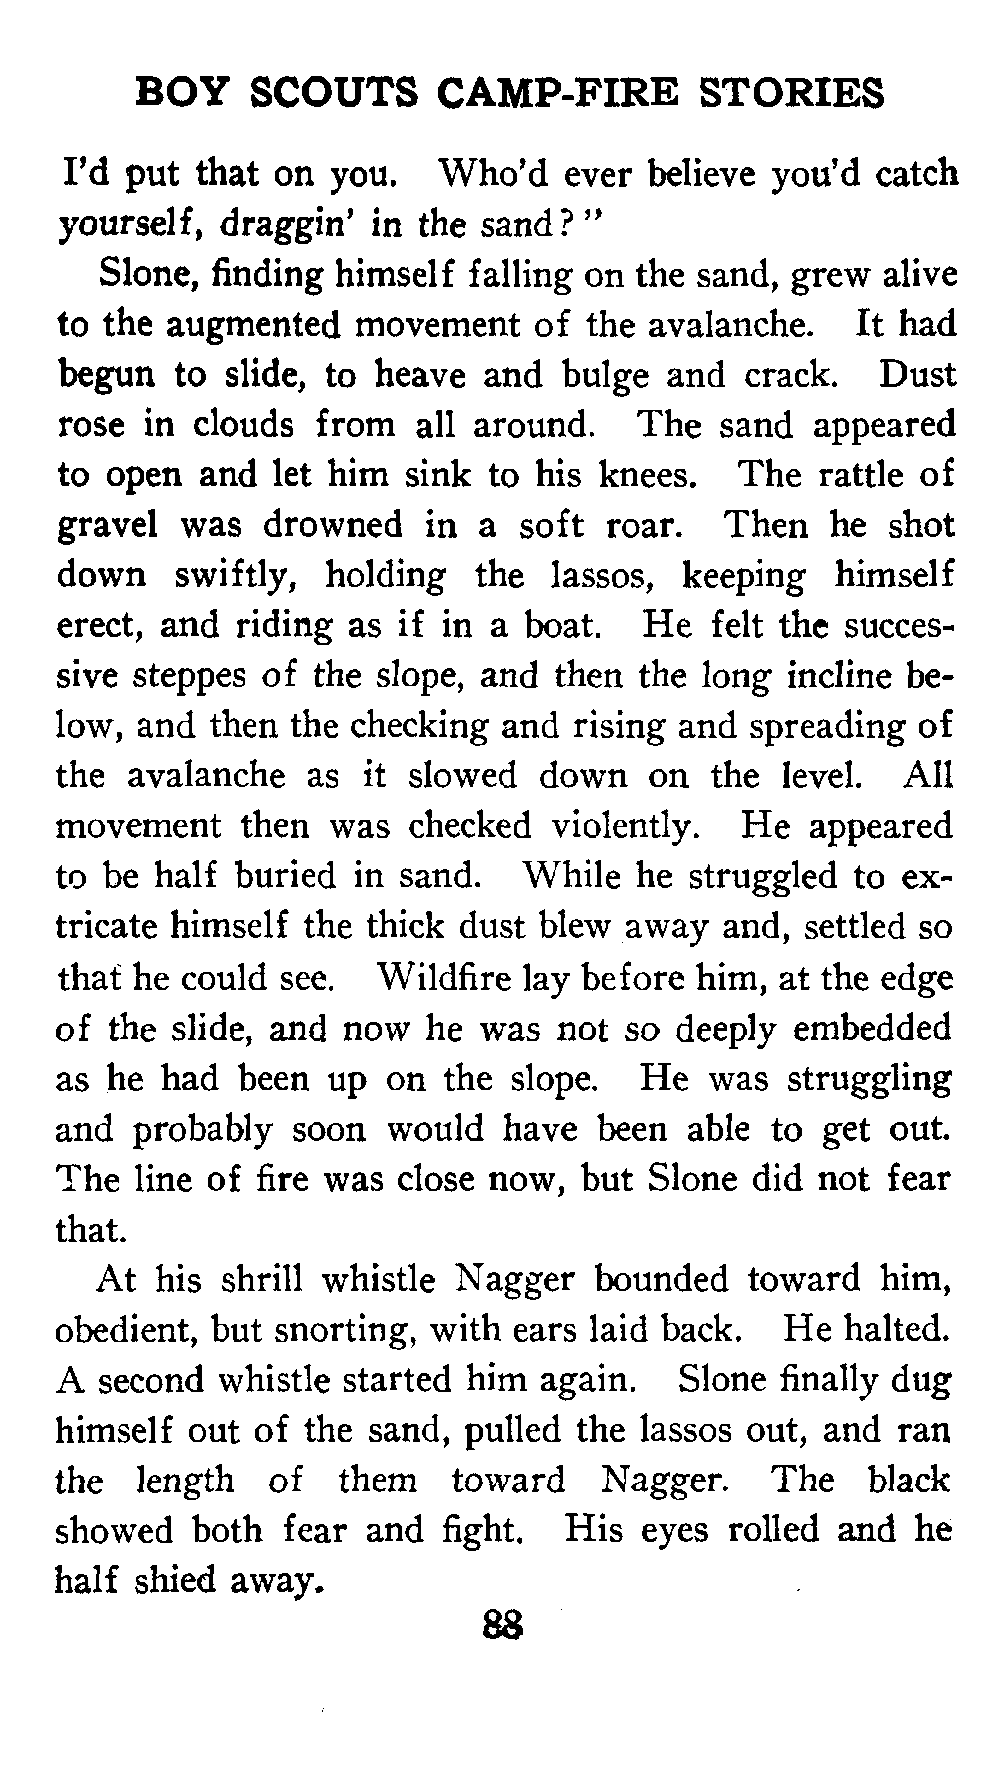 BOY SCOUTS CAMP-FIRE STORIES
I'd put that on you. Who'd ever believe you'd catch
yourself, draggin' in the sand?"
Slone, finding himself falling on the sand, grew alive
to the augmented movement of the avalanche. It had
begun to slide, to heave and bulge and crack. Dust
rose in clouds from all around. The sand appeared
to open and let him sink to his knees. The rattle of
gravel was drowned in a soft roar. Then he shot
down swiftly, holding the lassos, keeping himself
erect, and riding as if in a boat. He felt the succes-
sive steppes of the slope, and then the long incline be-
low, and then the checking and rising and spreading of
the avalanche as it slowed down on the level. All
movement then was checked violently. He appeared
to be half buried in sand. While he struggled to ex-
tricate himself the thick dust blew away and, settled so
that he could see. Wildfire lay before him, at the edge
of the slide, and now he was not so deeply embedded
as he had been up on the slope. He was struggling
and probably soon would have been able to get out.
The line of fire was close now, but Slone did not fear
that.
At his shrill whistle Nagger bounded toward him,
obedient, but snorting, with ears laid back. He halted.
A second whistle started him again. Slone finally dug
himself out of the sand, pulled the lassos out, and ran
the length of them toward Nagger. The black
showed both fear and fight. His eyes rolled and he
half shied away.
88